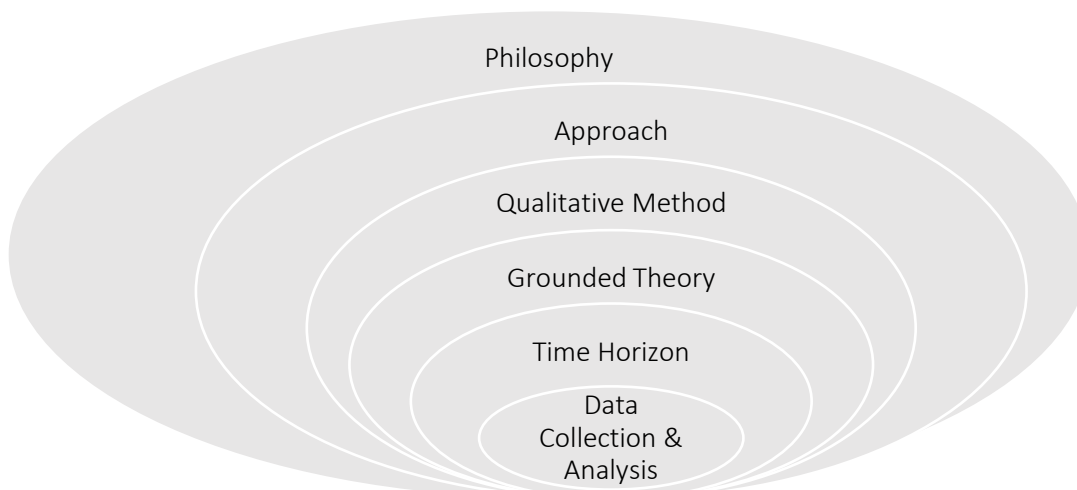 Philosophy
Approach
Qualitative Method
Grounded Theory
Time Horizon
Data
Collection &
Analysis